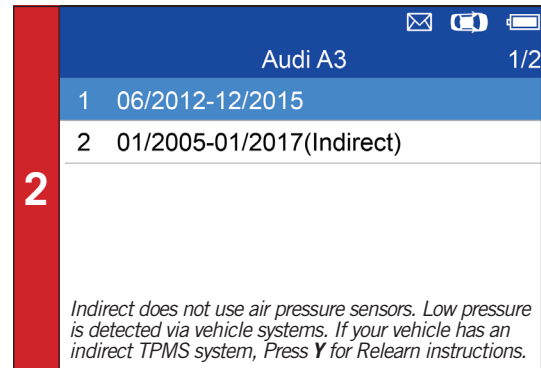 Audi A3 1/2
1 06/2012-12/2015
2 01/2005-01/2017(Indirect)
2
Indirect does not use air pressure sensors. Low pressure
is detected via vehicle systems. If your vehicle has an
indirect TPMS system, Press Y for Relearn instructions.